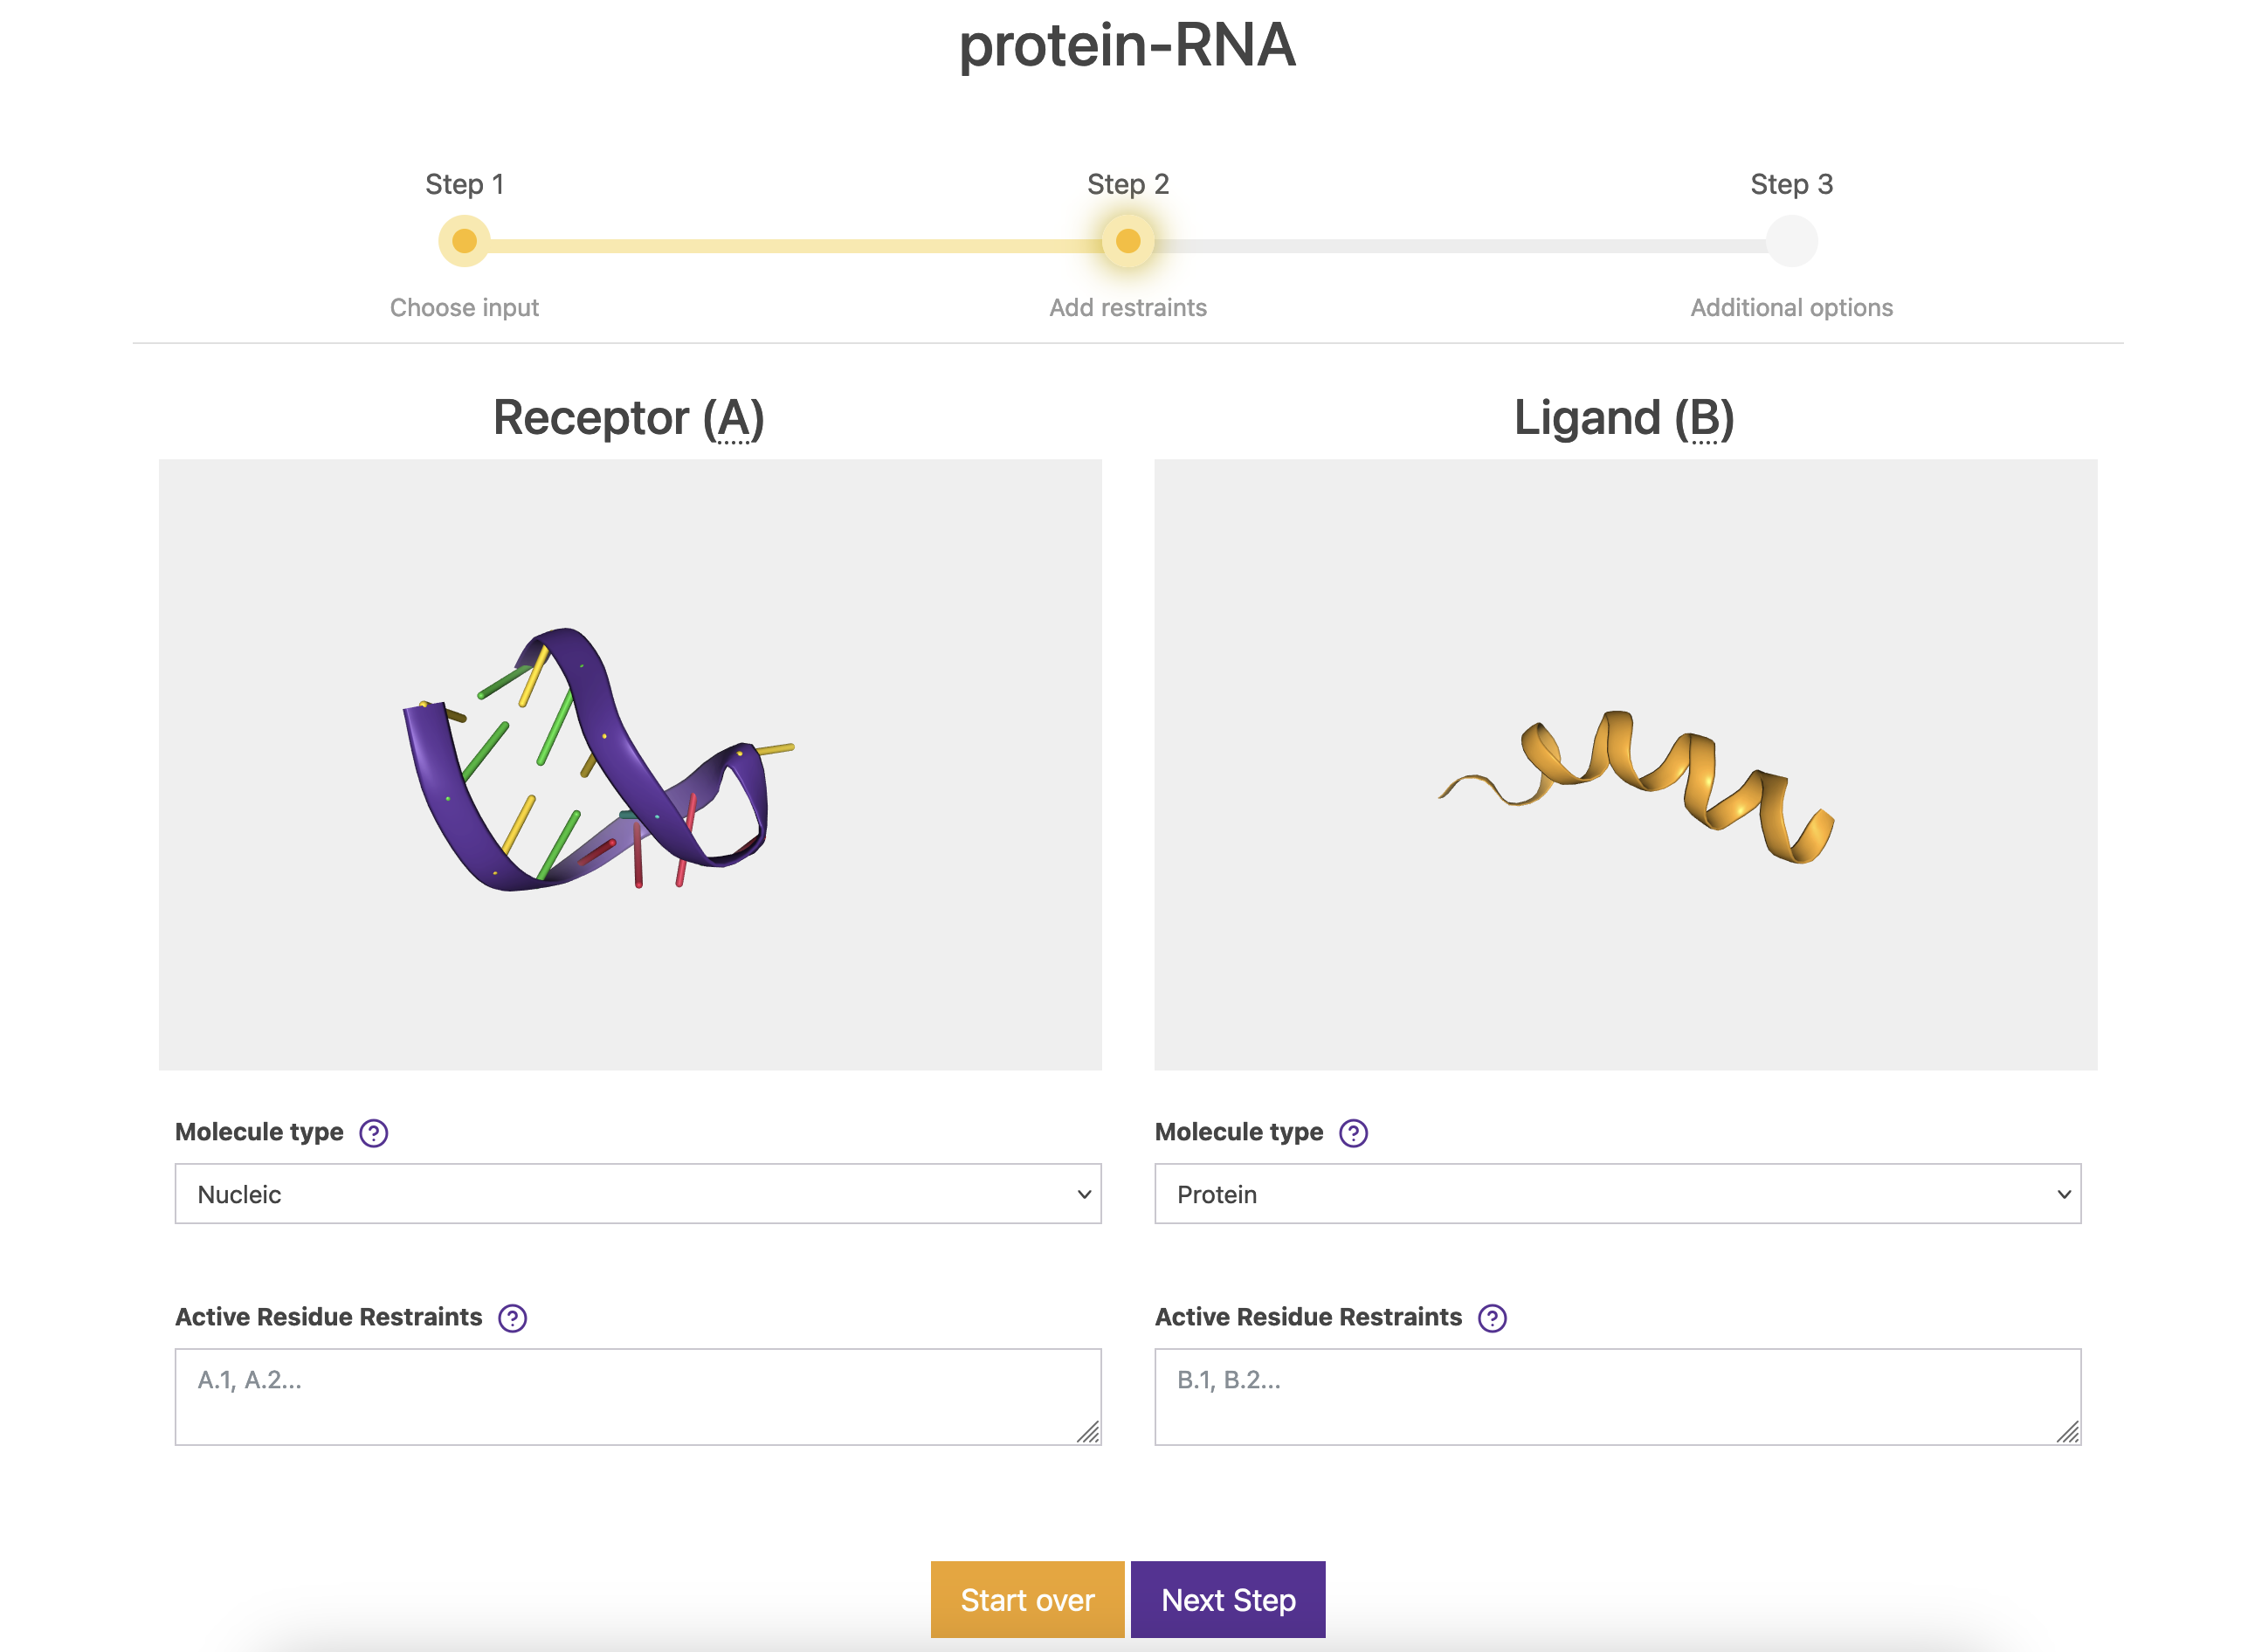 protein-RNA
Step 1
Step 2
Step 3
Choose input
Add restraints
Additional options
Receptor (A)
Ligand (B)
Molecule type ?
Molecule type ?
Nucleic
Protein
Active Residue Restraints ?
Active Residue Restraints ?
A.1, A.2...
B.1, B.2...
Start over
Next Step